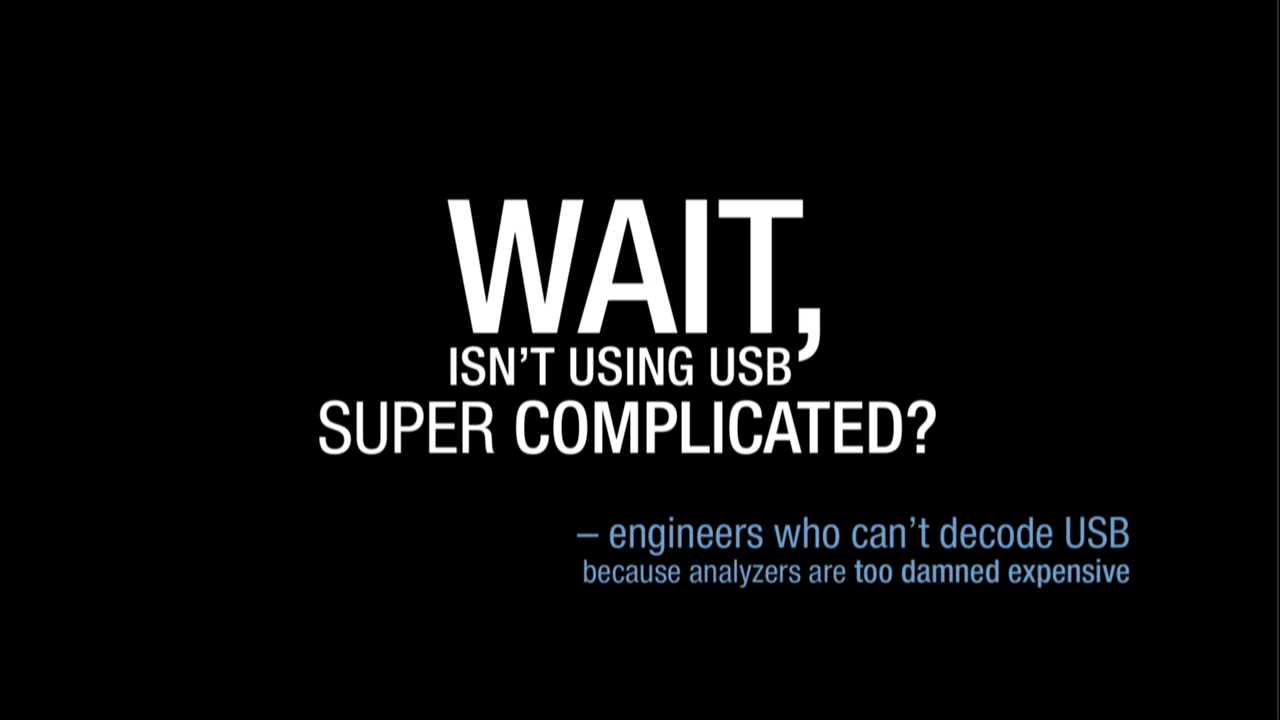 WAIT,
ISN’T USING USB
SUPER COMPLICATED?
– engineers who can’t decode USB
because analyzers are too damned expensive